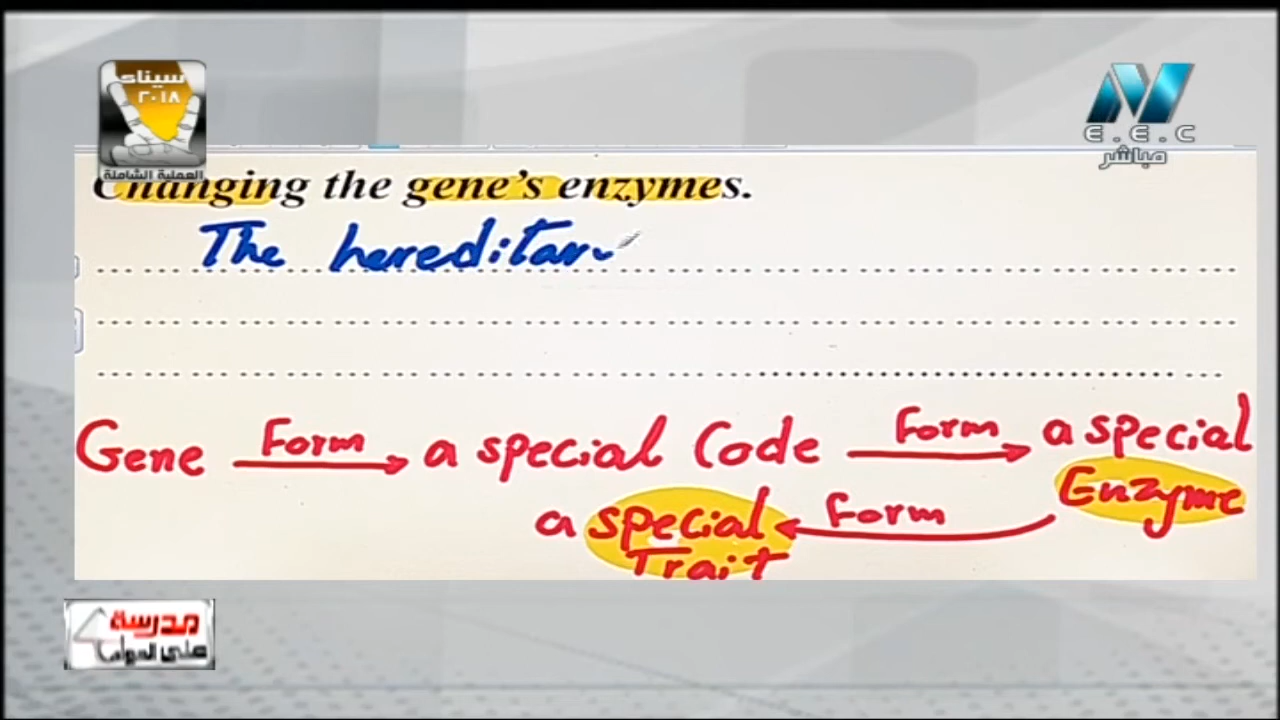 سيناء
٢٠١٨
العملية الشاملة
E.E.C
مباشر
Changing the gene's enzymes.
The hereditar
Gene Form a special Code Form a special
Enzyme
a special Form
Trait
مدرسة
على الهواء